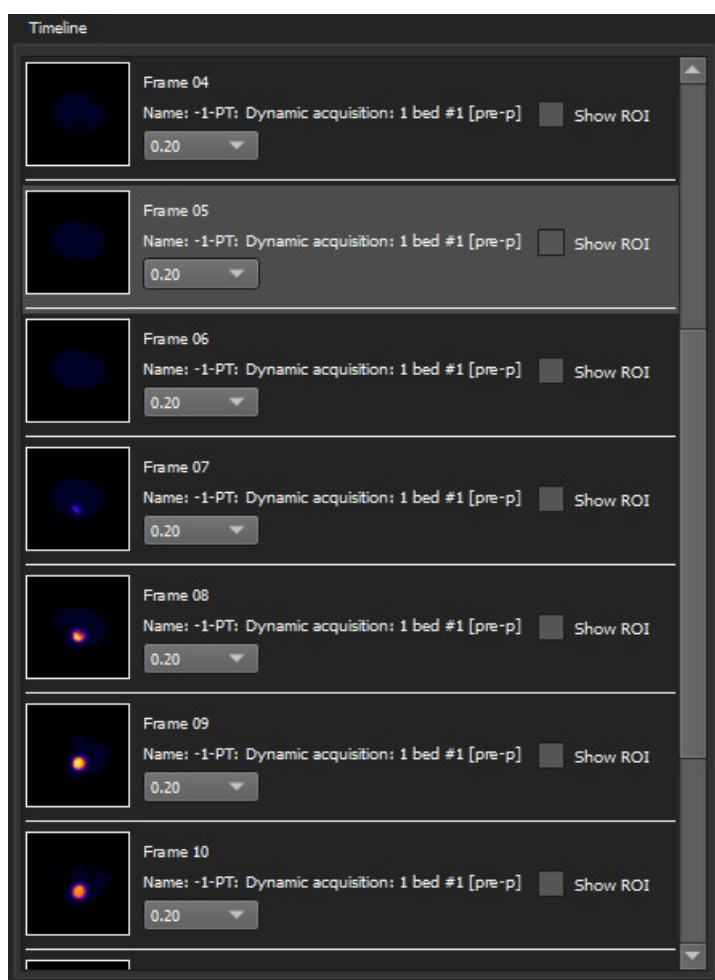 Timeline
Frame 04
Name: -1-PT: Dynamic acquisition: 1 bed #1 [pre-p] Show ROI
0.20
Frame 05
Name: -1-PT: Dynamic acquisition: 1 bed #1 [pre-p] Show ROI
0.20
Frame 06
Name: -1-PT: Dynamic acquisition: 1 bed #1 [pre-p] Show ROI
0.20
Frame 07
Name: -1-PT: Dynamic acquisition: 1 bed #1 [pre-p] Show ROI
0.20
Frame 08
Name: -1-PT: Dynamic acquisition: 1 bed #1 [pre-p] Show ROI
0.20
Frame 09
Name: -1-PT: Dynamic acquisition: 1 bed #1 [pre-p] Show ROI
0.20
Frame 10
Name: -1-PT: Dynamic acquisition: 1 bed #1 [pre-p] Show ROI
0.20